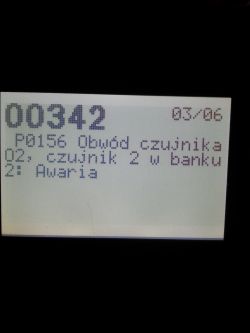 00342 03/06
P0156 Obwód czujnika
O2, czujnik 2 w banku
2: Awaria